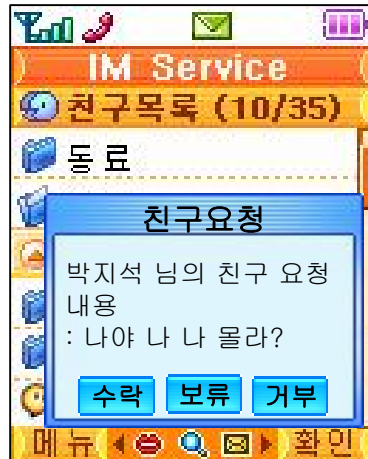 IM Service
친구목록 (10/35)
동료
친구요청
박지석 님의 친구 요청
내용
: 나야 나 나 몰라?
수락 보류 거부
메뉴 확인